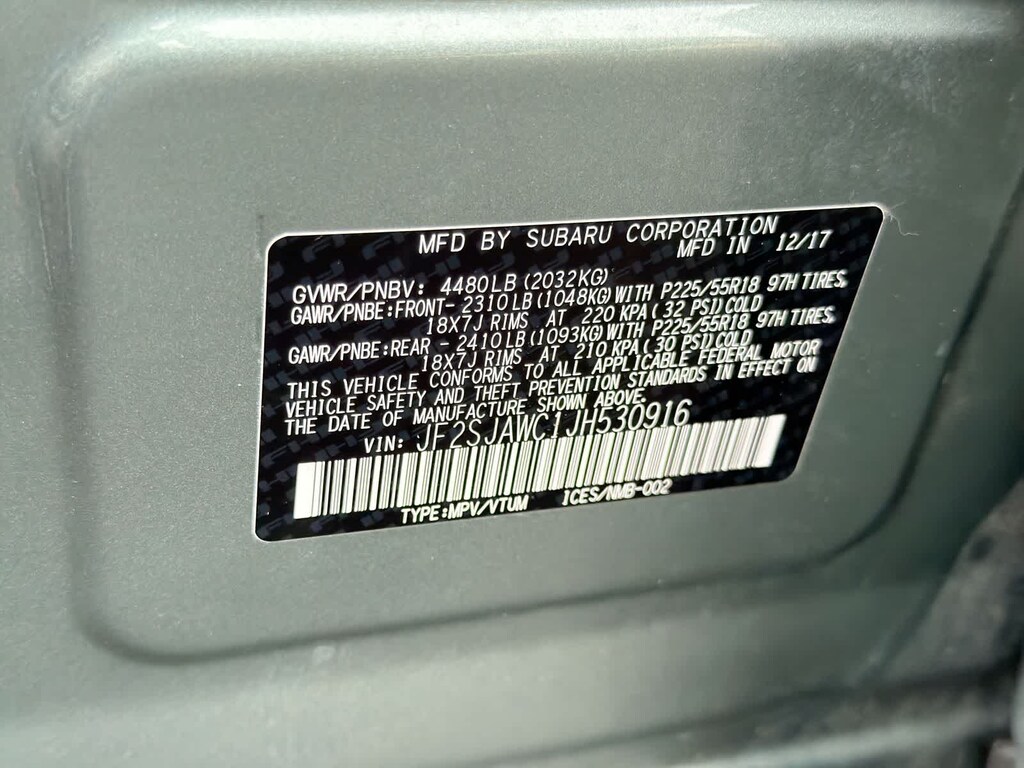 MFD BY SUBARU CORPORATION
MFD IN 12/17
GVWR/PNBV: 4480LB(2032KG)
GAWR/PNBE:FRONT- 2310LB(1048KG)WITH P225/55R18 97H TIRES,
18X7J RIMS AT 220 KPA(32 PSI)COLD
GAWR/PNBE:REAR - 2410LB(1093KG)WITH P225/55R18 97H TIRES,
18X7J RIMS AT 210 KPA(30 PSI)COLD
THIS VEHICLE CONFORMS TO ALL APPLICABLE FEDERAL MOTOR
VEHICLE SAFETY AND THEFT PREVENTION STANDARDS IN EFFECT ON
THE DATE OF MANUFACTURE SHOWN ABOVE.
VIN: JF2SJAWC1JH530916
TYPE:MPV/VTUM ICES/NMB-002